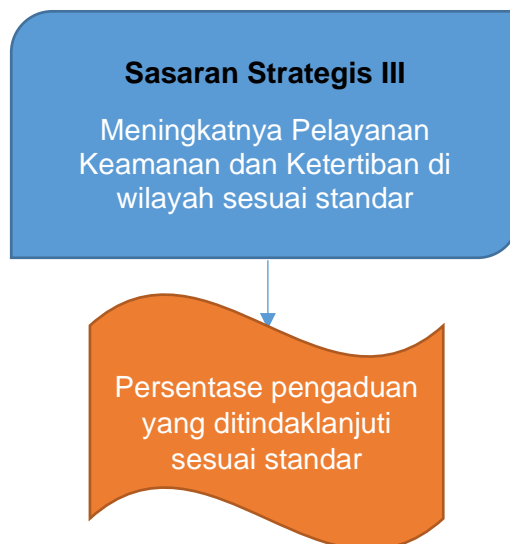 Sasaran Strategis III
Meningkatnya Pelayanan
Keamanan dan Ketertiban di
wilayah sesuai standar
Persentase pengaduan
yang ditindaklanjuti
sesuai standar